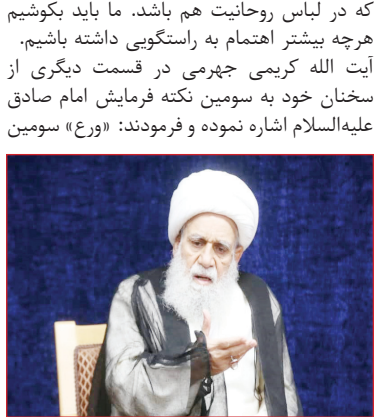 که در لباس روحانیت هم باشد. ما باید بکوشیم
هرچه بیشتر اهتمام به راستگویی داشته باشیم.
آیت الله کریمی جهرمی در قسمت دیگری از
سخنان خود به سومین نکته فرمایش امام صادق
علیه‌السلام اشاره نموده و فرمودند: «ورع» سومین